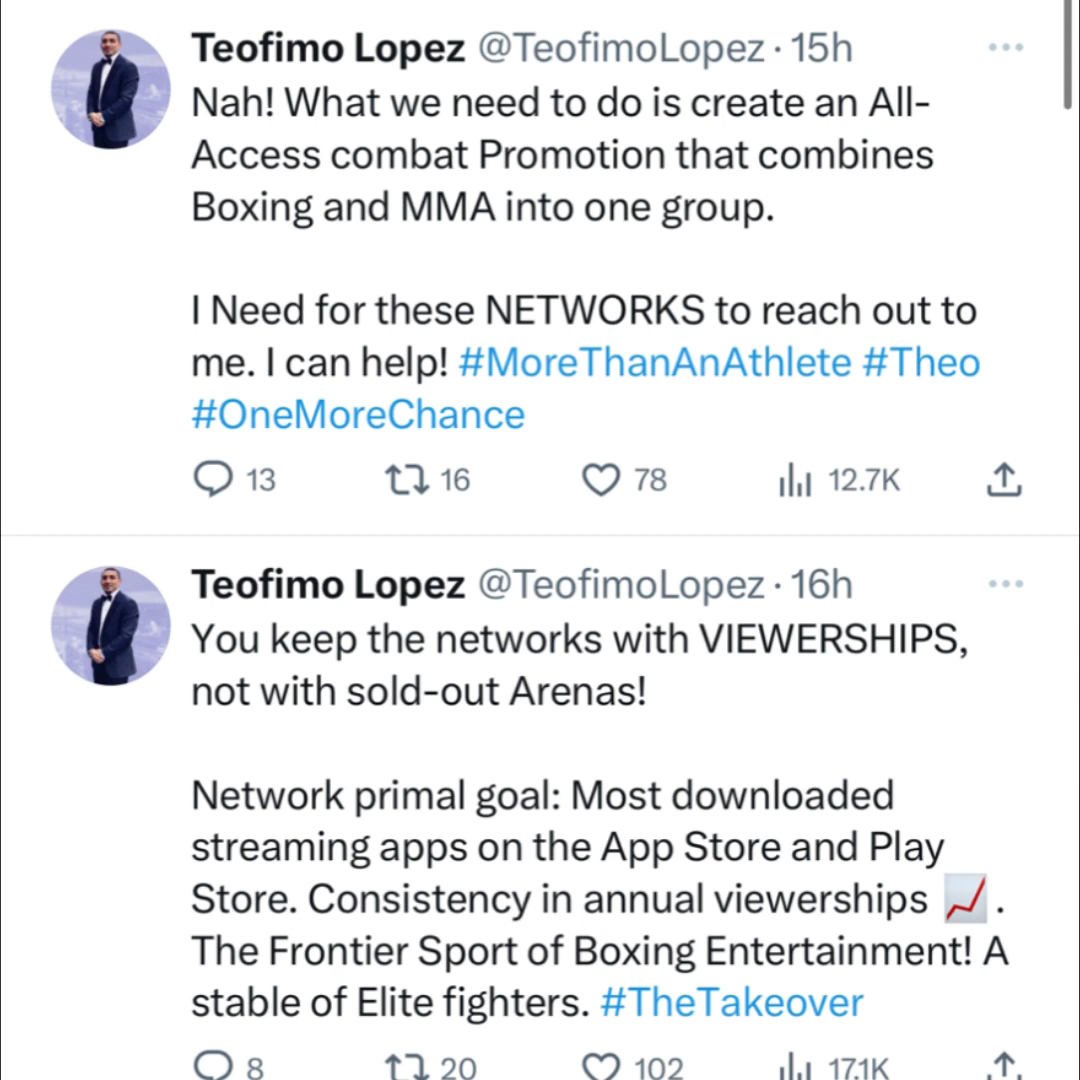 Teofimo Lopez @TeofimoLopez · 15h
Nah! What we need to do is create an All-
Access combat Promotion that combines
Boxing and MMA into one group.
I Need for these NETWORKS to reach out to
me. I can help! #MoreThanAnAthlete #Theo
#OneMoreChance
13 16 78 12.7K
Teofimo Lopez @TeofimoLopez · 16h
You keep the networks with VIEWERSHIPS,
not with sold-out Arenas!
Network primal goal: Most downloaded
streaming apps on the App Store and Play
Store. Consistency in annual viewerships 📈.
The Frontier Sport of Boxing Entertainment! A
stable of Elite fighters. #TheTakeover
8 20 102 17.1K